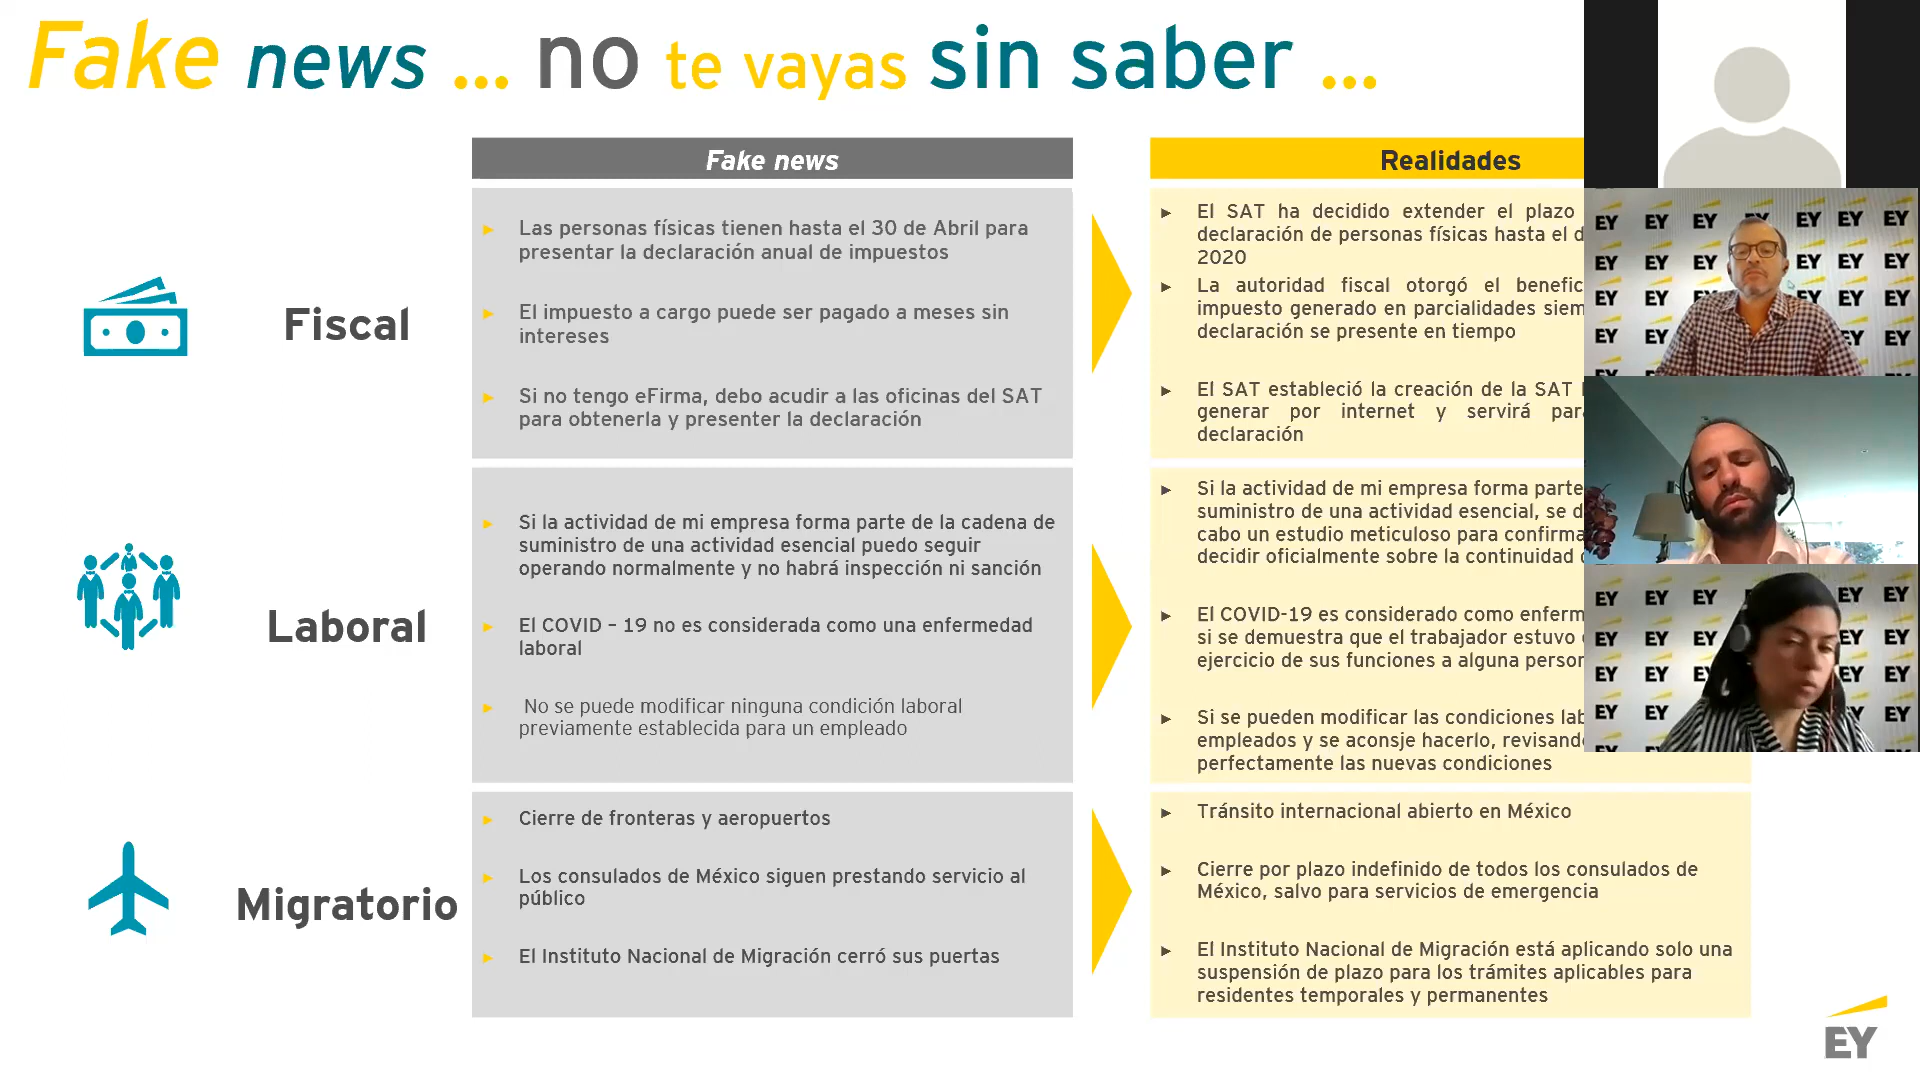 Fake news ... no te vayas sin saber ...
Fake news
Realidades
Fiscal
Las personas físicas tienen hasta el 30 de Abril para
presentar la declaración anual de impuestos
El impuesto a cargo puede ser pagado a meses sin
intereses
Si no tengo eFirma, debo acudir a las oficinas del SAT
para obtenerla y presenter la declaración
El SAT ha decidido extender el plazo
declaración de personas físicas hasta el
2020
La autoridad fiscal otorgó el
impuesto generado en parcialidades
declaración se presente en tiempo
El SAT estableció la creación de la SAT
generar por internet y servirá
declaración
Laboral
Si la actividad de mi empresa forma parte de la cadena de
suministro de una actividad esencial puedo seguir
operando normalmente y no habrá inspección ni sanción
El COVID – 19 no es considerada como una enfermedad
laboral
No se puede modificar ninguna condición laboral
previamente establecida para un empleado
Si la actividad de mi empresa forma parte
suministro de una actividad esencial, se
cabo un estudio meticuloso para
decidir oficialmente sobre la continuidad
El COVID-19 es considerado como
si se demuestra que el trabajador estuvo
ejercicio de sus funciones a alguna
Si se pueden modificar las condiciones
empleados y se aconsje hacerlo,
perfectamente las nuevas condiciones
Migratorio
Cierre de fronteras y aeropuertos
Los consulados de México siguen prestando servicio al
público
El Instituto Nacional de Migración cerró sus puertas
Tránsito internacional abierto en México
Cierre por plazo indefinido de todos los consulados de
México, salvo para servicios de emergencia
El Instituto Nacional de Migración está aplicando solo una
suspensión de plazo para los trámites aplicables para
residentes temporales y permanentes
EY